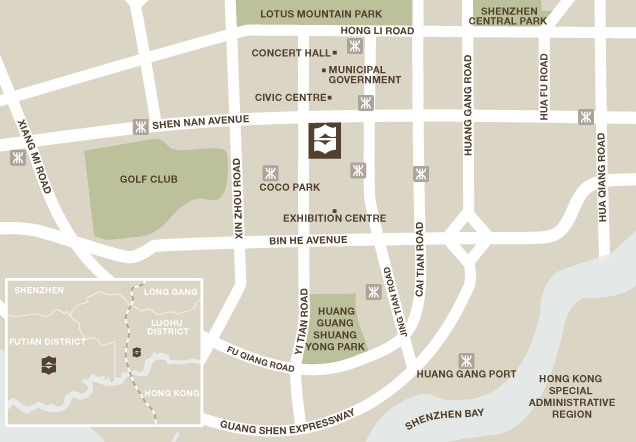 LOTUS MOUNTAIN PARK
SHENZHEN
CENTRAL PARK
HONG LI ROAD
CONCERT HALL
MUNICIPAL
GOVERNMENT
CIVIC CENTRE
HUANG GANG ROAD
HUA FU ROAD
SHEN NAN AVENUE
XIANG MI ROAD
GOLF CLUB
XIN ZHOU ROAD
COCO PARK
HUA QIANG ROAD
EXHIBITION CENTRE
BIN HE AVENUE
CAI TIAN ROAD
JING TIAN ROAD
YI TIAN ROAD
HUANG
GUANG
SHUANG
YONG PARK
SHENZHEN
LONG GANG
LUOHU
DISTRICT
FUTIAN DISTRICT
HONG KONG
FU QIANG ROAD
HUANG GANG PORT
HONG KONG
SPECIAL
ADMINISTRATIVE
REGION
GUANG SHEN EXPRESSWAY
SHENZHEN BAY